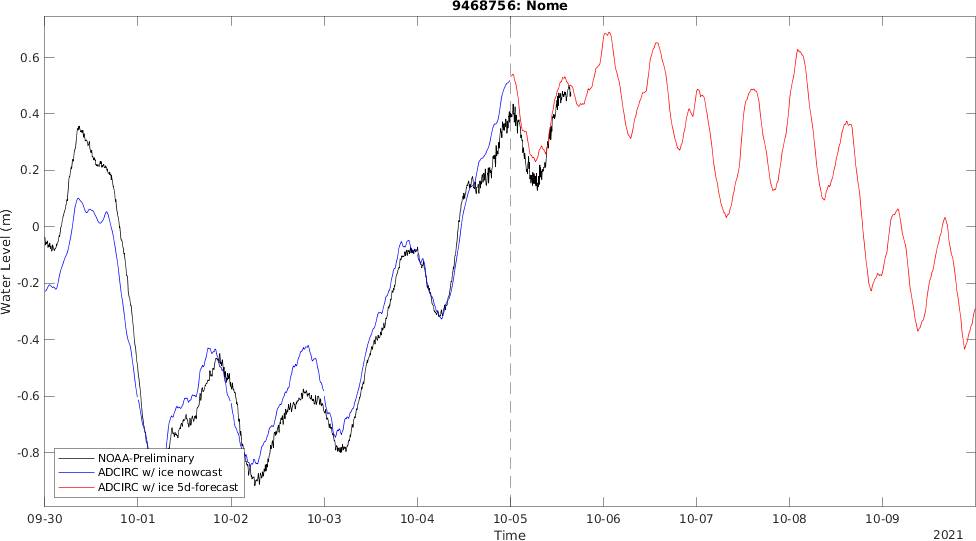 9468756: Nome
Water Level (m)
0.6
0.4
0.2
0
-0.2
-0.4
-0.6
-0.8
NOAA-Preliminary
ADCIRC w/ ice nowcast
ADCIRC w/ ice 5d-forecast
09-30 10-01 10-02 10-03 10-04 10-05 10-06 10-07 10-08 10-09
Time
2021